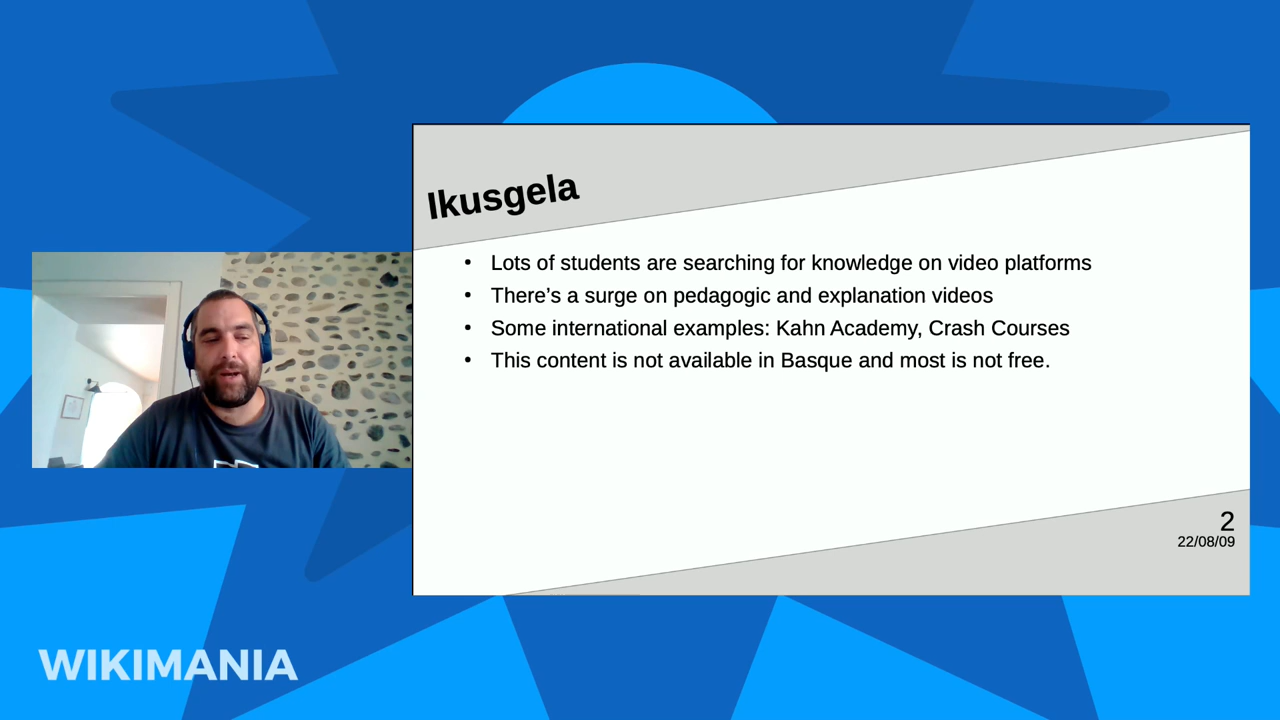 Ikusgela
• Lots of students are searching for knowledge on video platforms
• There’s a surge on pedagogic and explanation videos
• Some international examples: Kahn Academy, Crash Courses
• This content is not available in Basque and most is not free.
2
22/08/09
WIKIMANIA